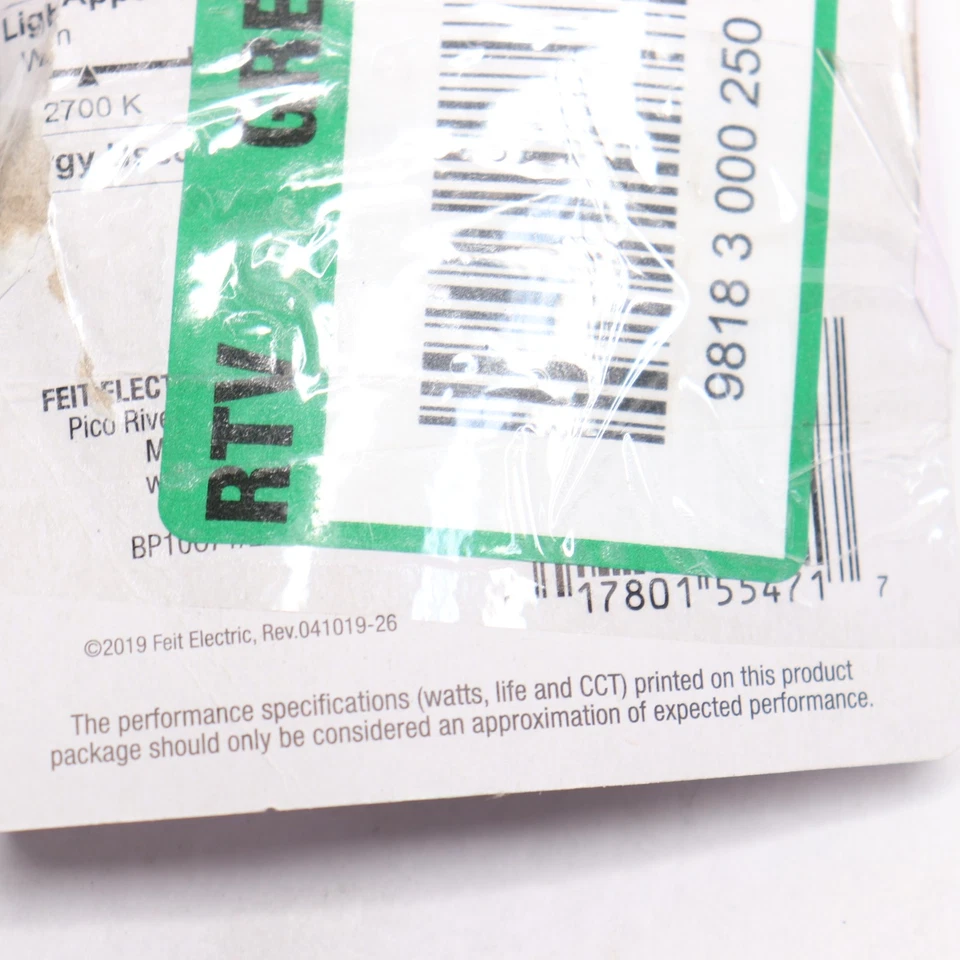 2700 K
RTV GRE
9818 3 000 250
FEIT ELECT
Pico Rive
M
W
17801 55471 7
©2019 Feit Electric, Rev.041019-26
The performance specifications (watts, life and CCT) printed on this product
package should only be considered an approximation of expected performance.